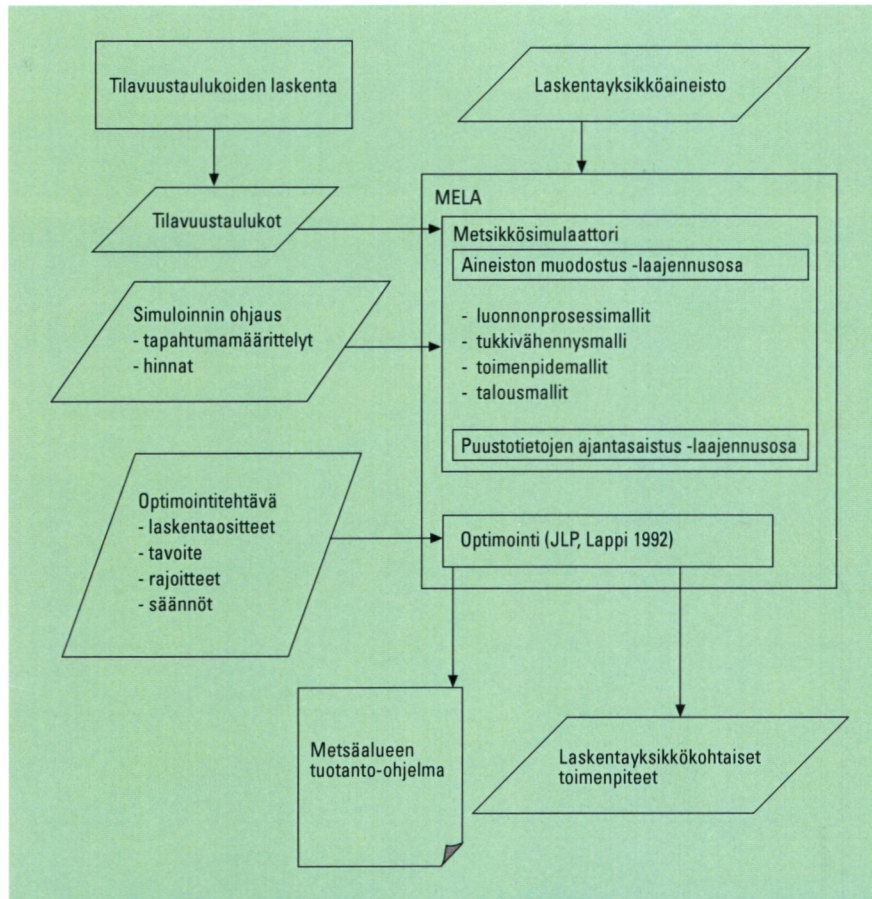 Tilavuustaulukoiden laskenta
Laskentayksikköaineisto
Tilavuustaulukot
MELA
Metsikkösimulaattori
Aineiston muodostus -laajennusosa
- luonnonprosessimallit
- tukkivähennysmalli
- toimenpidemallit
- talousmallit
Puustotietojen ajantasaistus -laajennusosa
Simuloinnin ohjaus
- tapahtumamäärittelyt
- hinnat
Optimointitehtävä
- laskentaositteet
- tavoite
- rajoitteet
- säännöt
Optimointi (JLP, Lappi 1992)
Metsäalueen
tuotanto-ohjelma
Laskentayksikkökohtaiset
toimenpiteet